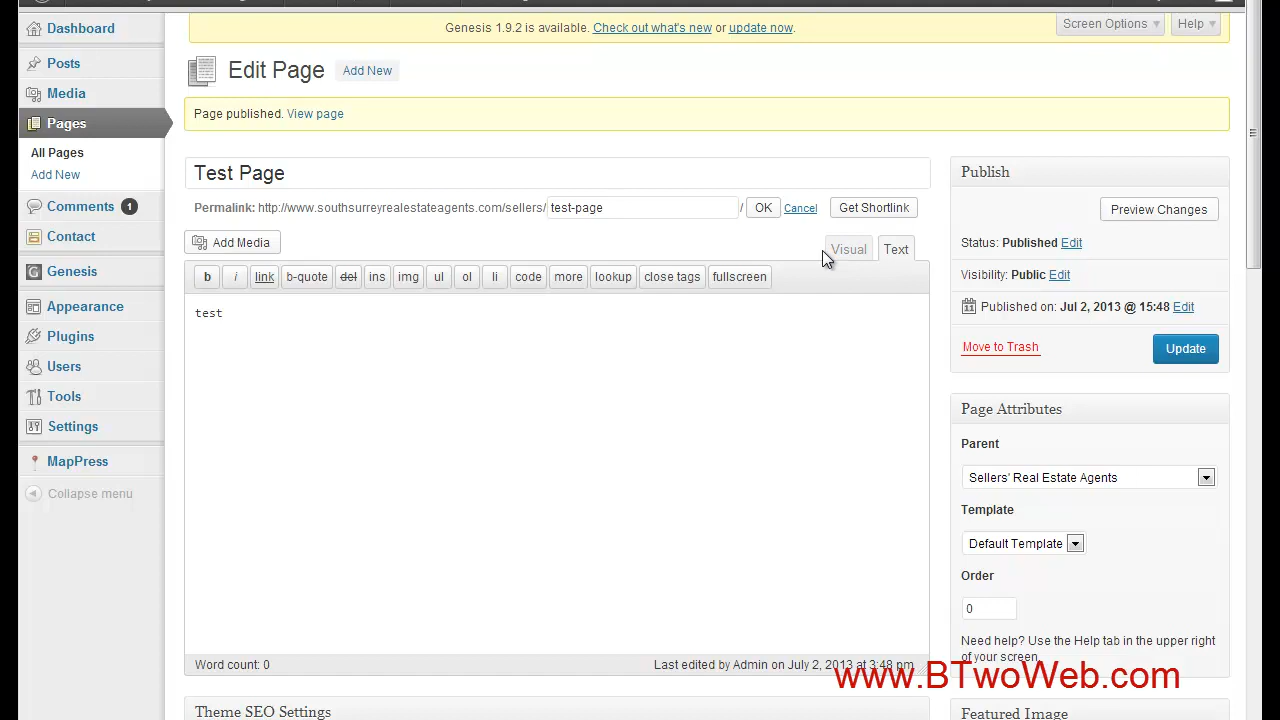 Genesis 1.9.2 is available. Check out what's new or update now.
Screen Options
Help
Dashboard
Posts
Media
Pages
All Pages
Add New
Comments 1
Contact
Genesis
Appearance
Plugins
Users
Tools
Settings
MapPress
Collapse menu
Edit Page Add New
Page published. View page
Test Page
Permalink: http://www.southsurreyrealestateagents.com/sellers/test-page / OK Cancel Get Shortlink
Add Media
Visual Text
b i link b-quote del ins img ul ol li code more lookup close tags fullscreen
test
Word count: 0
Last edited by Admin on July 2, 2013 at 3:48 pm
Theme SEO Settings
Publish
Preview Changes
Status: Published Edit
Visibility: Public Edit
11 Published on: Jul 2, 2013 @ 15:48 Edit
Move to Trash
Update
Page Attributes
Parent
Sellers' Real Estate Agents
Template
Default Template
Order
0
Need help? Use the Help tab in the upper right
of your screen.
www.BTwoWeb.com
Featured Image